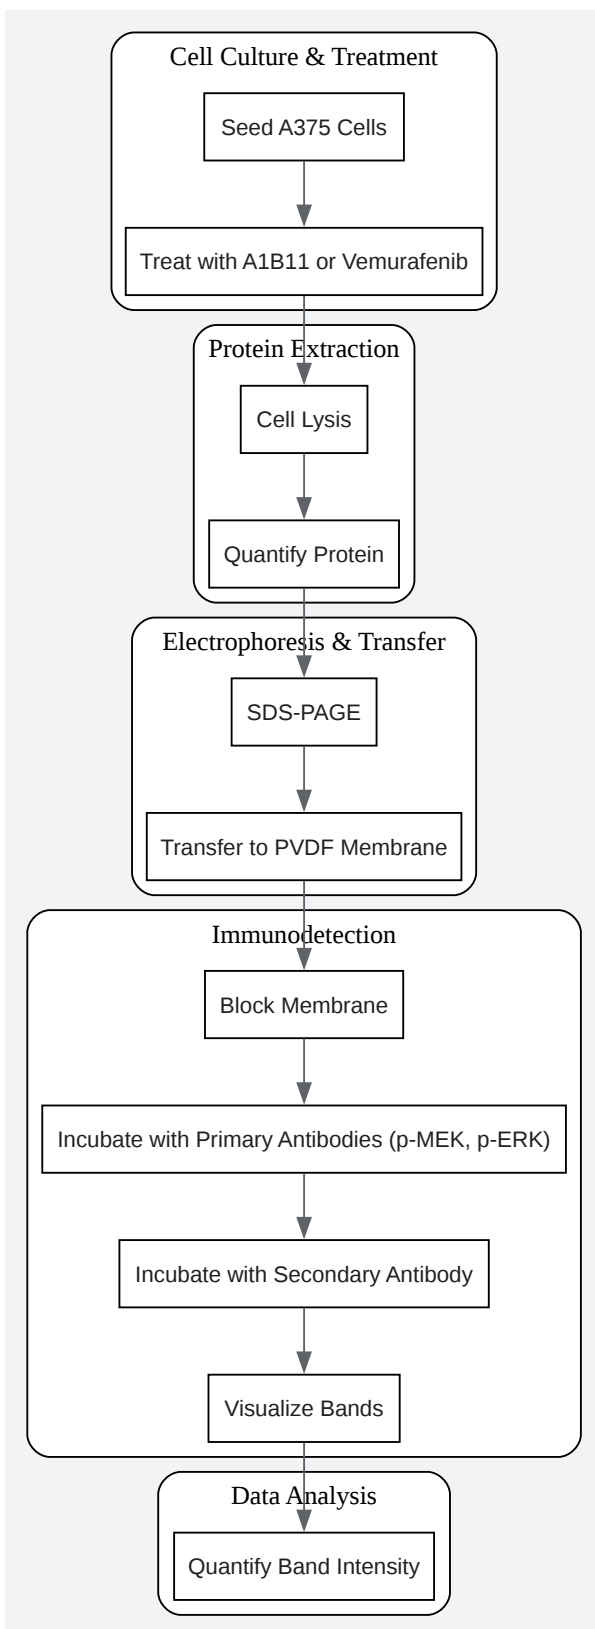 Cell Culture & Treatment
Seed A375 Cells
Treat with A1B11 or Vemurafenib
Protein Extraction
Cell Lysis
Quantify Protein
Electrophoresis & Transfer
SDS-PAGE
Transfer to PVDF Membrane
Immunodetection
Block Membrane
Incubate with Primary Antibodies (p-MEK, p-ERK)
Incubate with Secondary Antibody
Visualize Bands
Data Analysis
Quantify Band Intensity